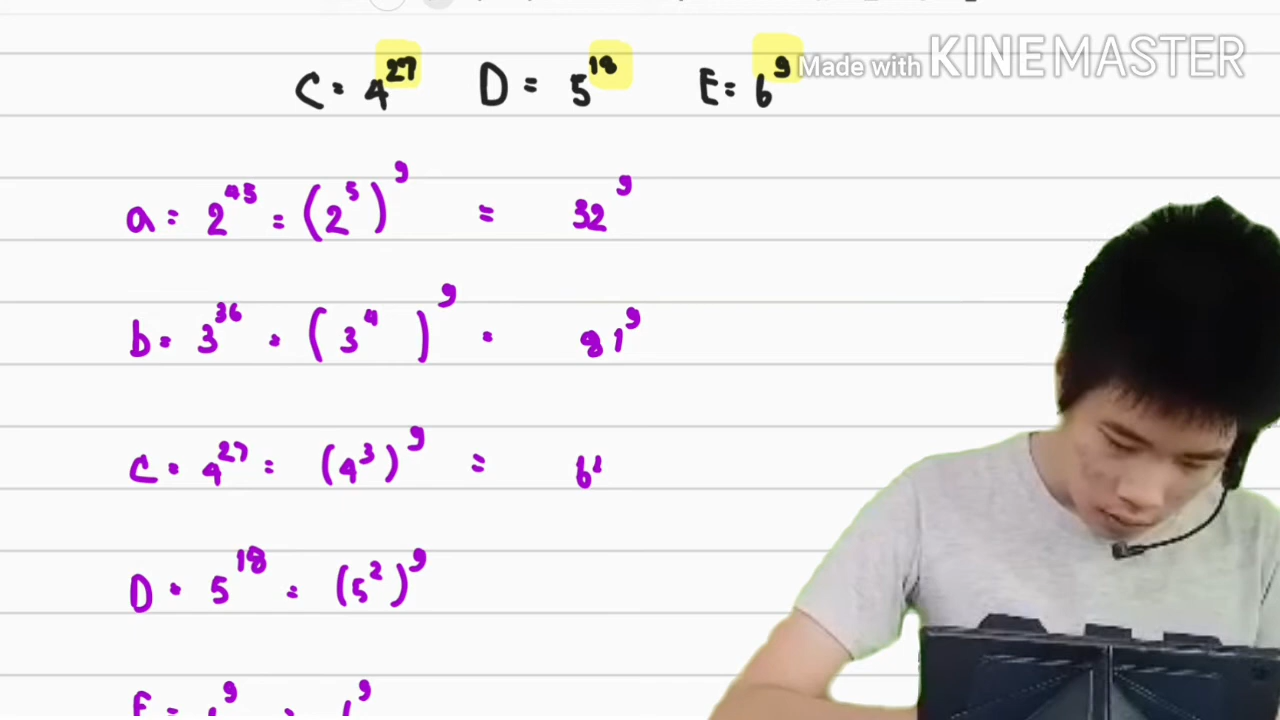 C = 4^27 D = 5^18 E = 6^9 Made with KINEMASTER
a = 2^45 = (2^5)^9 = 32^9
b = 3^36 = (3^4)^9 = 81^9
C = 4^27 = (4^3)^9 = 6
D = 5^18 = (5^2)^9